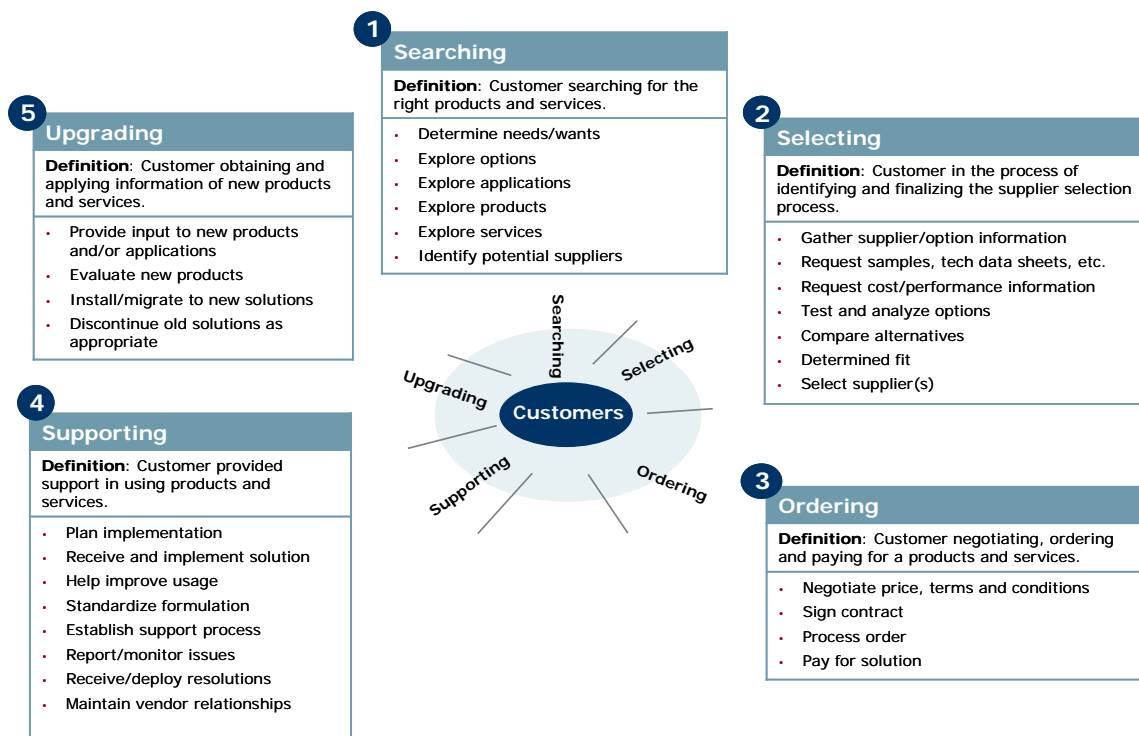 1
Searching
Definition: Customer searching for the
right products and services.
• Determine needs/wants
• Explore options
• Explore applications
• Explore products
• Explore services
• Identify potential suppliers
2
Selecting
Definition: Customer in the process of
identifying and finalizing the supplier selection
process.
• Gather supplier/option information
• Request samples, tech data sheets, etc.
• Request cost/performance information
• Test and analyze options
• Compare alternatives
• Determined fit
• Select supplier(s)
3
Ordering
Definition: Customer negotiating, ordering
and paying for a products and services.
• Negotiate price, terms and conditions
• Sign contract
• Process order
• Pay for solution
4
Supporting
Definition: Customer provided
support in using products and
services.
• Plan implementation
• Receive and implement solution
• Help improve usage
• Standardize formulation
• Establish support process
• Report/monitor issues
• Receive/deploy resolutions
• Maintain vendor relationships
5
Upgrading
Definition: Customer obtaining and
applying information of new products
and services.
• Provide input to new products
and/or applications
• Evaluate new products
• Install/migrate to new solutions
• Discontinue old solutions as
appropriate
Searching
Selecting
Ordering
Supporting
Upgrading
Customers